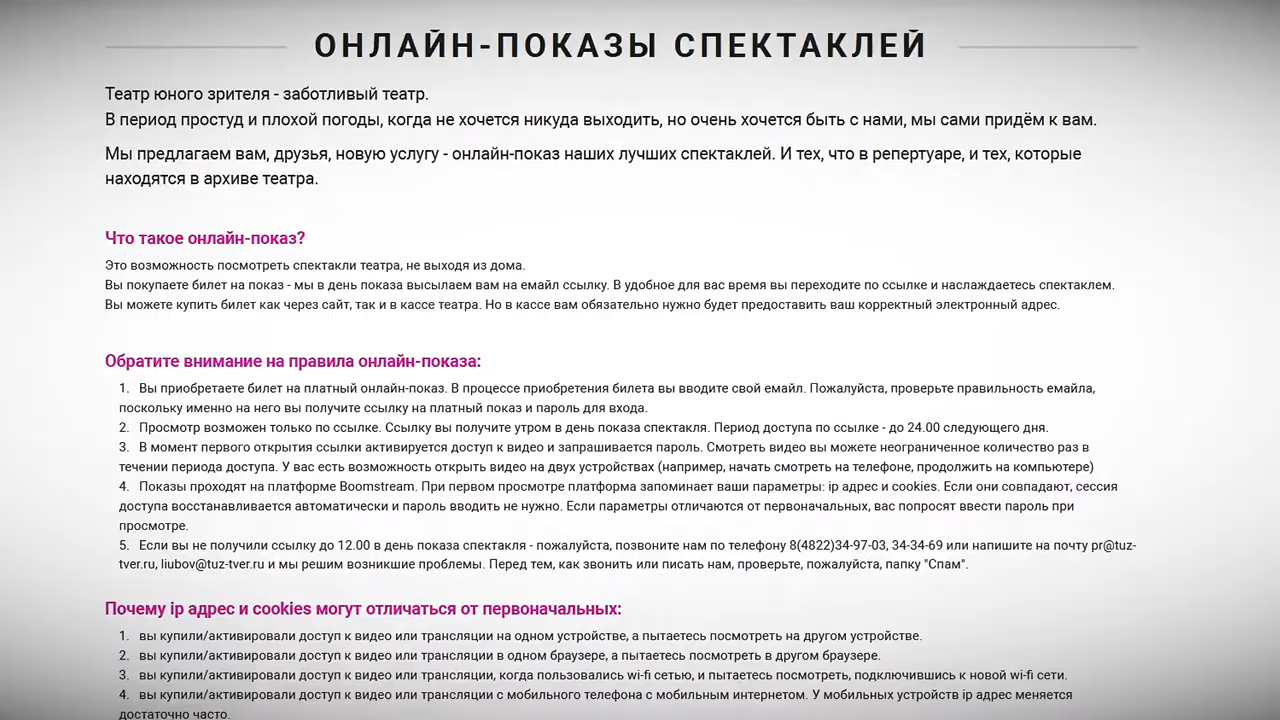 ОНЛАЙН-ПОКАЗЫ СПЕКТАКЛЕЙ
Театр юного зрителя - заботливый театр.
В период простуд и плохой погоды, когда не хочется никуда выходить, но очень хочется быть с нами, мы сами придём к вам.
Мы предлагаем вам, друзья, новую услугу - онлайн-показ наших лучших спектаклей. И тех, что в репертуаре, и тех, которые
находятся в архиве театра.
Что такое онлайн-показ?
Это возможность посмотреть спектакли театра, не выходя из дома.
Вы покупаете билет на показ - мы в день показа высылаем вам на емайл ссылку. В удобное для вас время вы переходите по ссылке и наслаждаетесь спектаклем.
Вы можете купить билет как через сайт, так и в кассе театра. Но в кассе вам обязательно нужно будет предоставить ваш корректный электронный адрес.
Обратите внимание на правила онлайн-показа:
1. Вы приобретаете билет на платный онлайн-показ. В процессе приобретения билета вы вводите свой емайл. Пожалуйста, проверьте правильность емайла,
поскольку именно на него вы получите ссылку на платный показ и пароль для входа.
2. Просмотр возможен только по ссылке. Ссылку вы получите утром в день показа спектакля. Период доступа по ссылке - до 24.00 следующего дня.
3. В момент первого открытия ссылки активируется доступ к видео и запрашивается пароль. Смотреть видео вы можете неограниченное количество раз в
течении периода доступа. У вас есть возможность открыть видео на двух устройствах (например, начать смотреть на телефоне, продолжить на компьютере)
4. Показы проходят на платформе Boomstream. При первом просмотре платформа запоминает ваши параметры: ip адрес и cookies. Если они совпадают, сессия
доступа восстанавливается автоматически и пароль вводить не нужно. Если параметры отличаются от первоначальных, вас попросят ввести пароль при
просмотре.
5. Если вы не получили ссылку до 12.00 в день показа спектакля - пожалуйста, позвоните нам по телефону 8(4822)34-97-03, 34-34-69 или напишите на почту pr@tuz-
tver.ru, liubov@tuz-tver.ru и мы решим возникшие проблемы. Перед тем, как звонить или писать нам, проверьте, пожалуйста, папку "Спам".
Почему ip адрес и cookies могут отличаться от первоначальных:
1. вы купили/активировали доступ к видео или трансляции на одном устройстве, а пытаетесь посмотреть на другом устройстве.
2. вы купили/активировали доступ к видео или трансляции в одном браузере, а пытаетесь посмотреть в другом браузере.
3. вы купили/активировали доступ к видео или трансляции, когда пользовались wi-fi сетью, и пытаетесь посмотреть, подключившись к новой wi-fi сети.
4. вы купили/активировали доступ к видео или трансляции с мобильного телефона с мобильным интернетом. У мобильных устройств ip адрес меняется
достаточно часто.